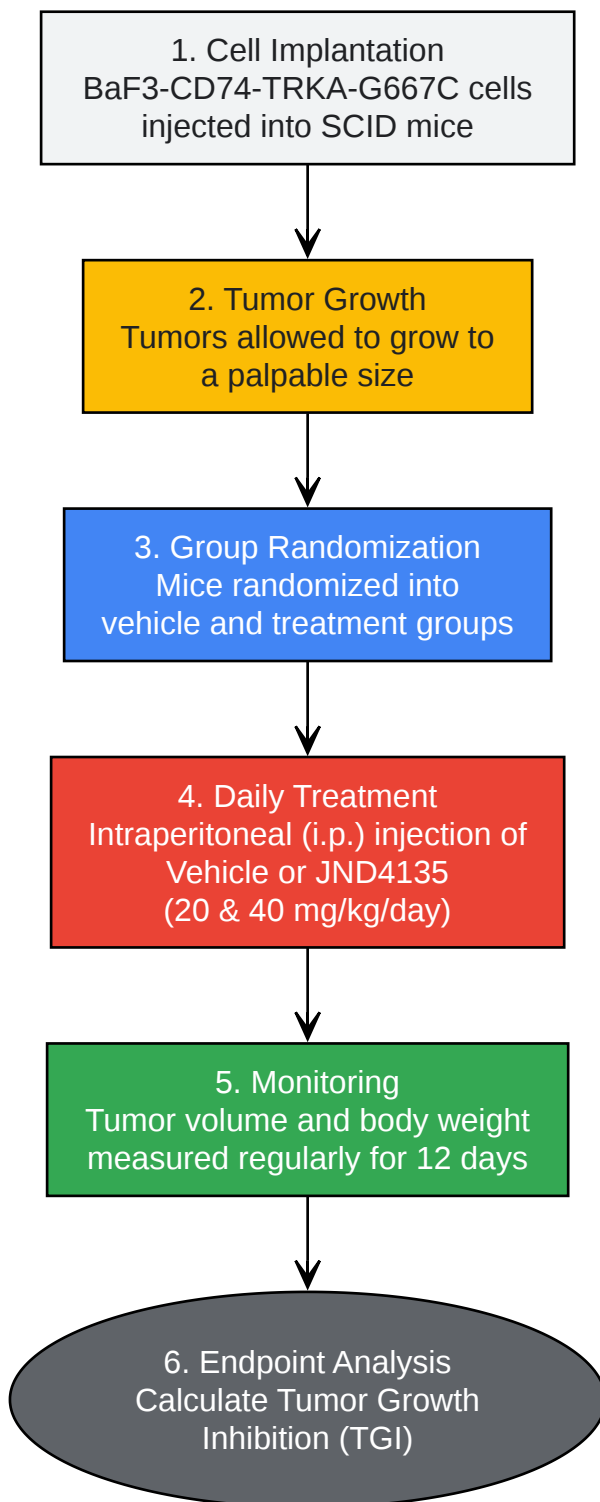 1. Cell Implantation
BaF3-CD74-TRKA-G667C cells
injected into SCID mice
2. Tumor Growth
Tumors allowed to grow to
a palpable size
3. Group Randomization
Mice randomized into
vehicle and treatment groups
4. Daily Treatment
Intraperitoneal (i.p.) injection of
Vehicle or JND4135
(20 & 40 mg/kg/day)
5. Monitoring
Tumor volume and body weight
measured regularly for 12 days
6. Endpoint Analysis
Calculate Tumor Growth
Inhibition (TGI)